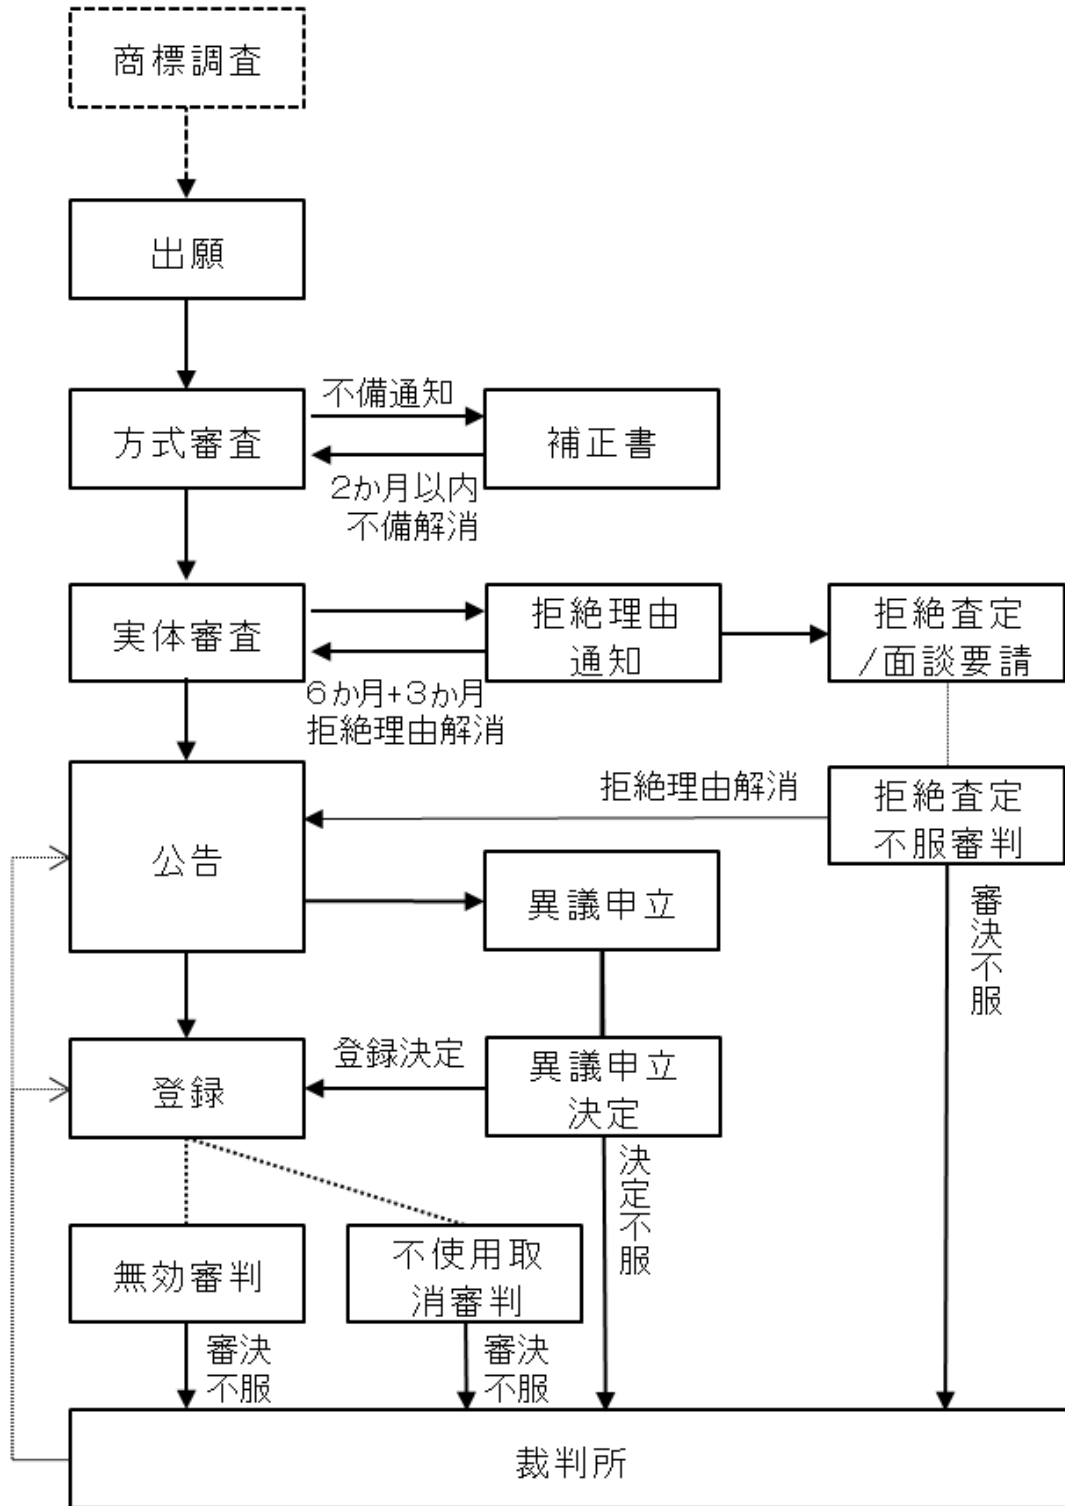 商標調査
出願
不備通知
方式審査
補正書
2か月以内
不備解消
実体審査
拒絶理由
通知
拒絶査定
/面談要請
6か月+3か月
拒絶理由解消
拒絶理由解消
拒絶査定
不服審判
公告
異議申立
審決不服
登録決定
登録
異議申立
決定
決定不服
無効審判
不使用取
消審判
審決
不服
審決
不服
裁判所